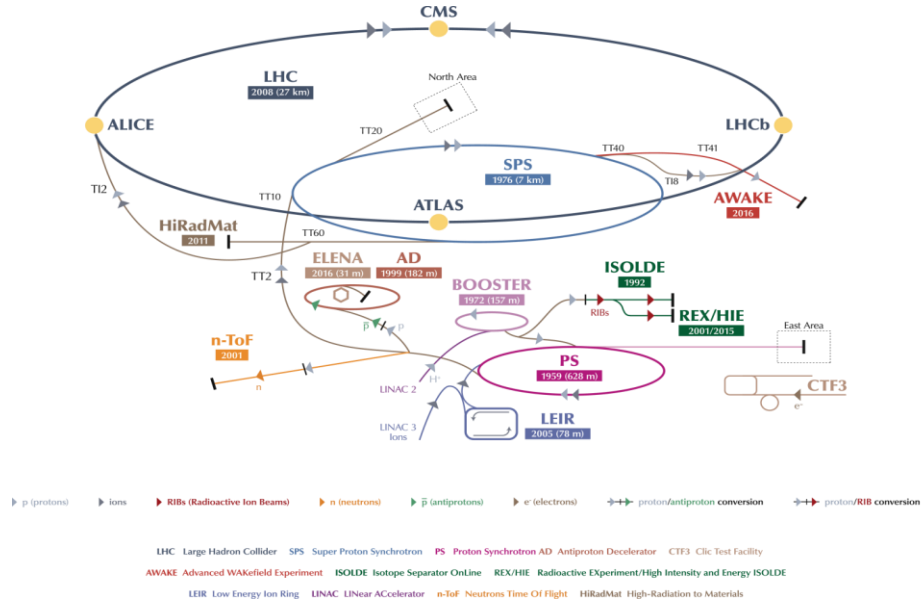 CMS
LHC
2008 (27 km)
North Area
ALICE
LHCb
TT20
TT40
TT41
SPS
1976 (7 km)
TI2
TI8
TT10
ATLAS
AWAKE
2016
HiRadMat
2011
TT60
ELENA
2016 (31 m)
AD
1999 (182 m)
TT2
BOOSTER
1972 (157 m)
ISOLDE
1992
RIBs
REX/HIE
2001/2015
p̅
p
East Area
n-ToF
2001
n
PS
1959 (628 m)
LINAC 2
H⁻
CTF3
e⁻
LINAC 3
Ions
LEIR
2005 (78 m)
p (protons)
ions
RIBs (Radioactive Ion Beams)
n (neutrons)
p̅ (antiprotons)
e⁻ (electrons)
proton/antiproton conversion
proton/RIB conversion
LHC Large Hadron Collider SPS Super Proton Synchrotron PS Proton Synchrotron AD Antiproton Decelerator CTF3 Clic Test Facility
AWAKE Advanced WAKefield Experiment ISOLDE Isotope Separator OnLine REX/HIE Radioactive EXperiment/High Intensity and Energy ISOLDE
LEIR Low Energy Ion Ring LINAC LINear ACcelerator n-ToF Neutrons Time Of Flight HiRadMat High-Radiation to Materials